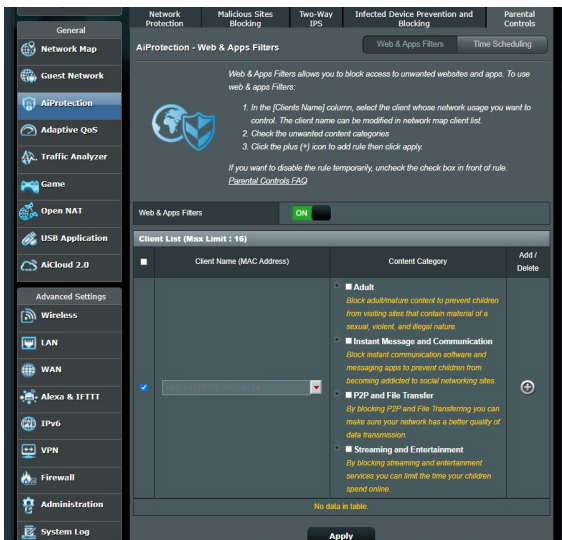 General
Network Map
Guest Network
AiProtection
Adaptive QoS
Traffic Analyzer
Game
Open NAT
USB Application
AiCloud 2.0
Advanced Settings
Wireless
LAN
WAN
Alexa & IFTTT
IPv6
VPN
Firewall
Administration
System Log
Network
Protection
Malicious Sites
Blocking
Two-Way
IPS
Infected Device Prevention and
Blocking
Parental
Controls
AiProtection - Web & Apps Filters
Web & Apps Filters
Time Scheduling
Web & Apps Filters allows you to block access to unwanted websites and apps. To use
web & apps Filters:
1. In the [Clients Name] column, select the client whose network usage you want to
control. The client name can be modified in network map client list.
2. Check the unwanted content categories
3. Click the plus (+) icon to add rule then click apply.
If you want to disable the rule temporarily, uncheck the check box in front of rule.
Parental Controls FAQ
Web & Apps Filters
ON
Client List (Max Limit : 16)
Client Name (MAC Address)
Content Category
Add /
Delete
Adult
Block adult/mature content to prevent children
from visiting sites that contain material of a
sexual, violent, and illegal nature.
Instant Message and Communication
Block instant communication software and
messaging apps to prevent children from
becoming addicted to social networking sites.
P2P and File Transfer
By blocking P2P and File Transferring you can
make sure your network has a better quality of
data transmission.
Streaming and Entertainment
By blocking streaming and entertainment
services you can limit the time your children
spend online.
No data in table.
Apply